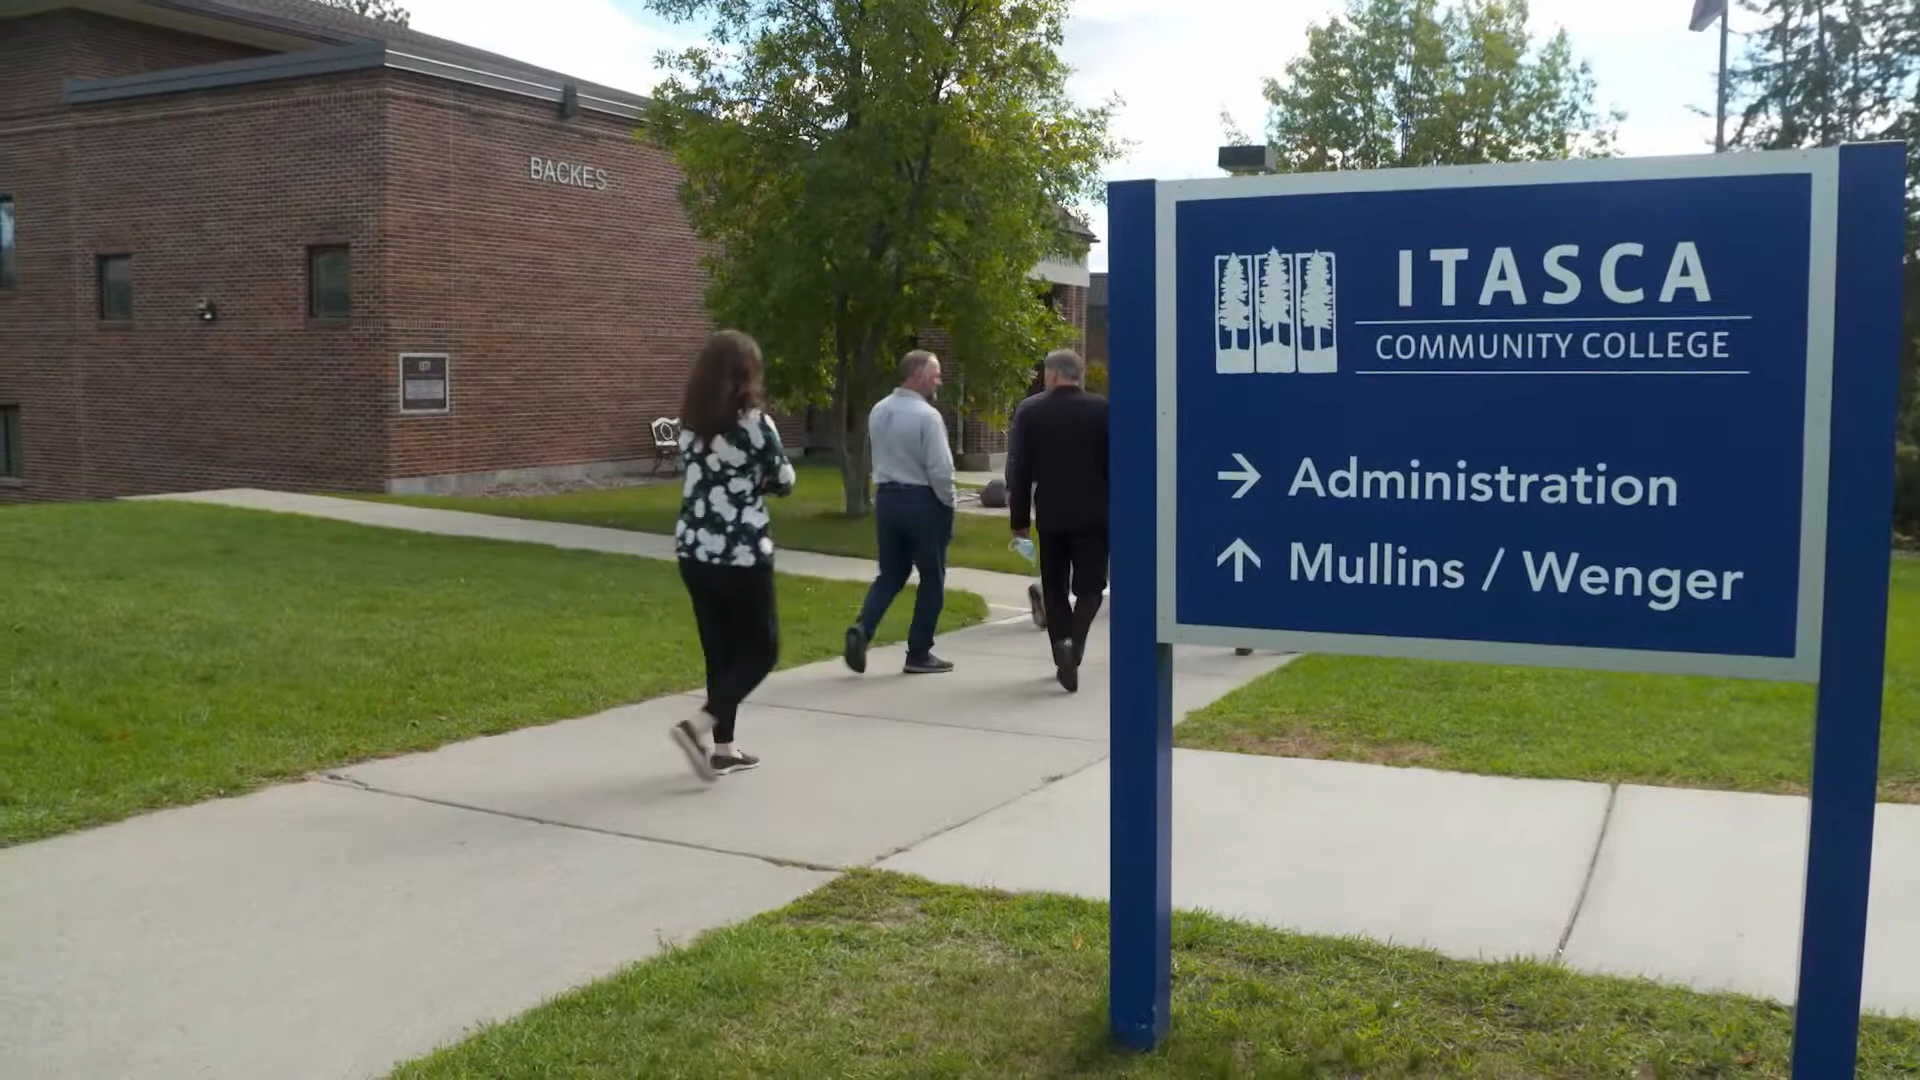 BACKES
ITASCA
COMMUNITY COLLEGE
→ Administration
↑ Mullins / Wenger